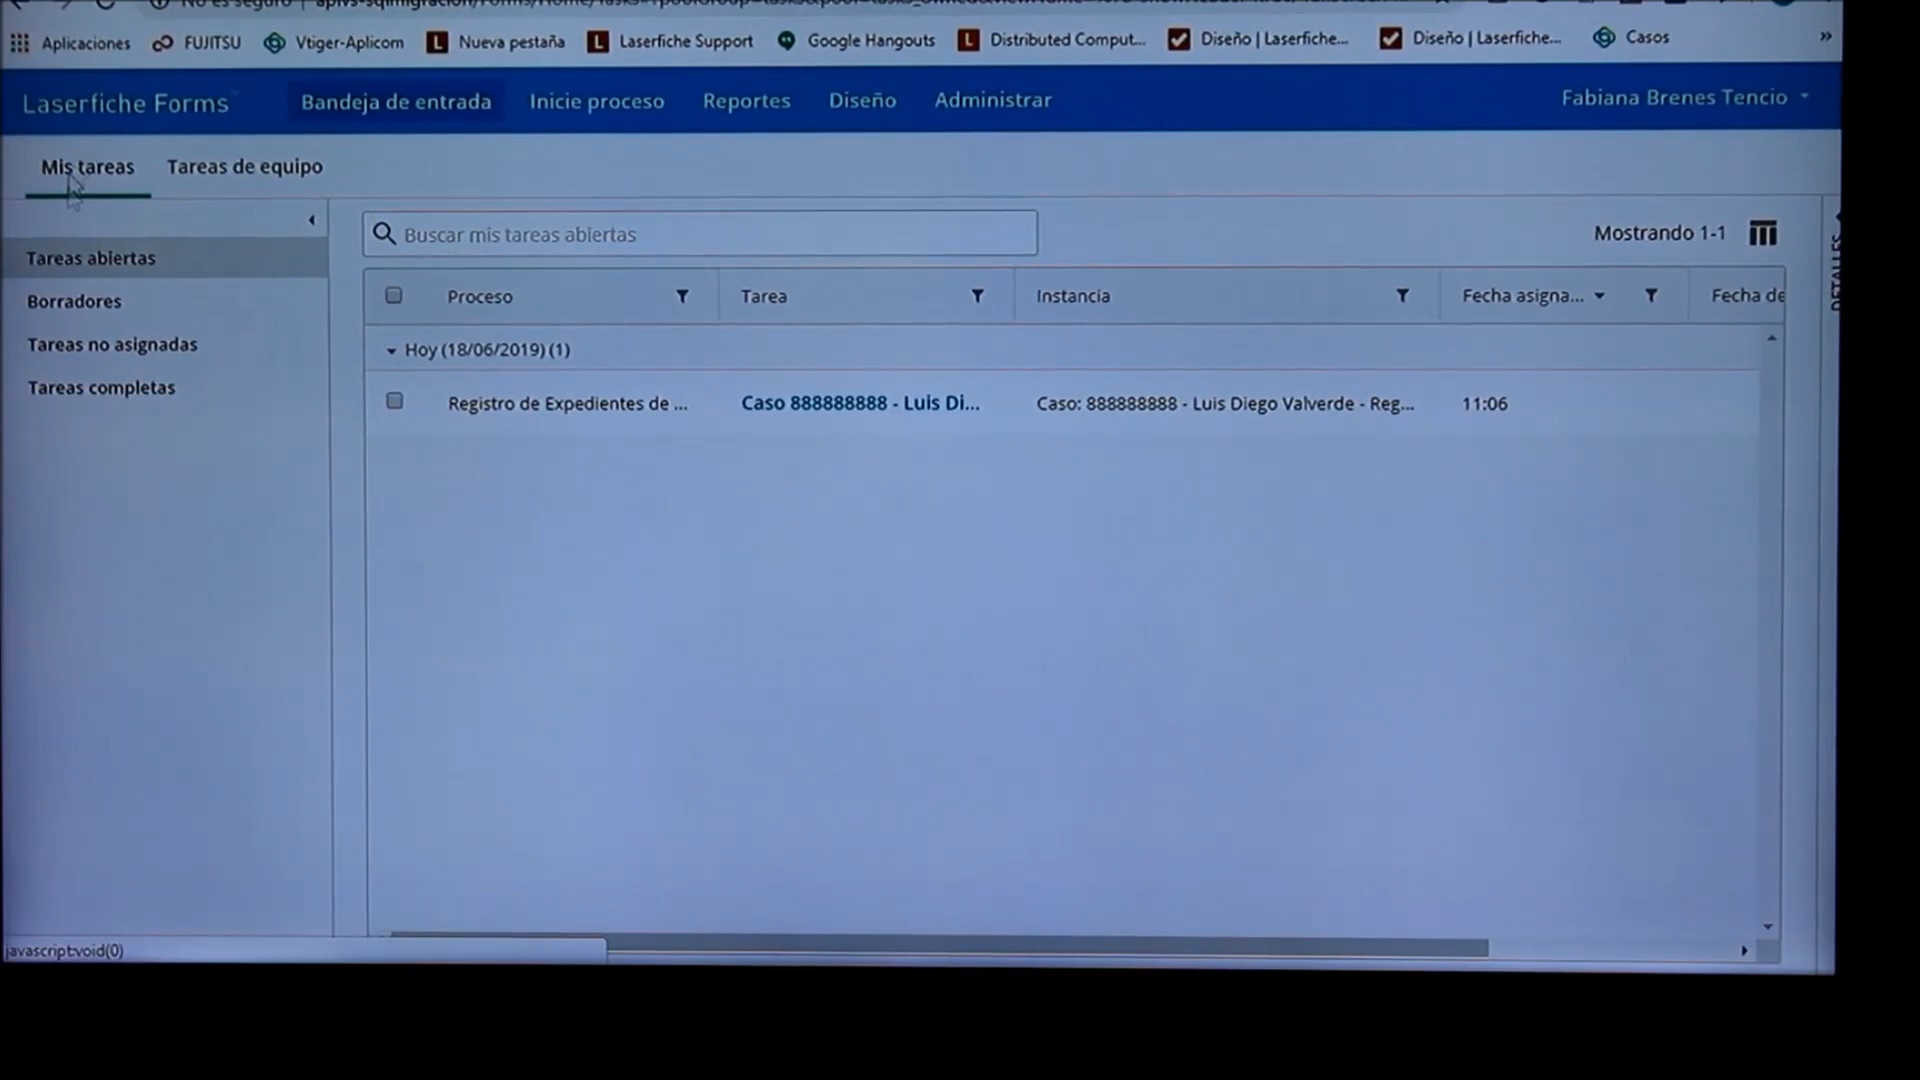 Aplicaciones FUJITSU Vtiger-Aplicom Nueva pestaña Laserfiche Support Google Hangouts Distributed Comput... Diseño | Laserfiche... Diseño | Laserfiche... Casos »
Laserfiche Forms Bandeja de entrada Inicie proceso Reportes Diseño Administrar Fabiana Brenes Tencio
Mis tareas Tareas de equipo
Buscar mis tareas abiertas Mostrando 1-1
DETALLES
Tareas abiertas
Borradores
Tareas no asignadas
Tareas completas
Proceso Tarea Instancia Fecha asigna... Fecha de
Hoy (18/06/2019) (1)
Registro de Expedientes de ... Caso 888888888 - Luis Di... Caso: 888888888 - Luis Diego Valverde - Reg... 11:06
javascript:void(0)